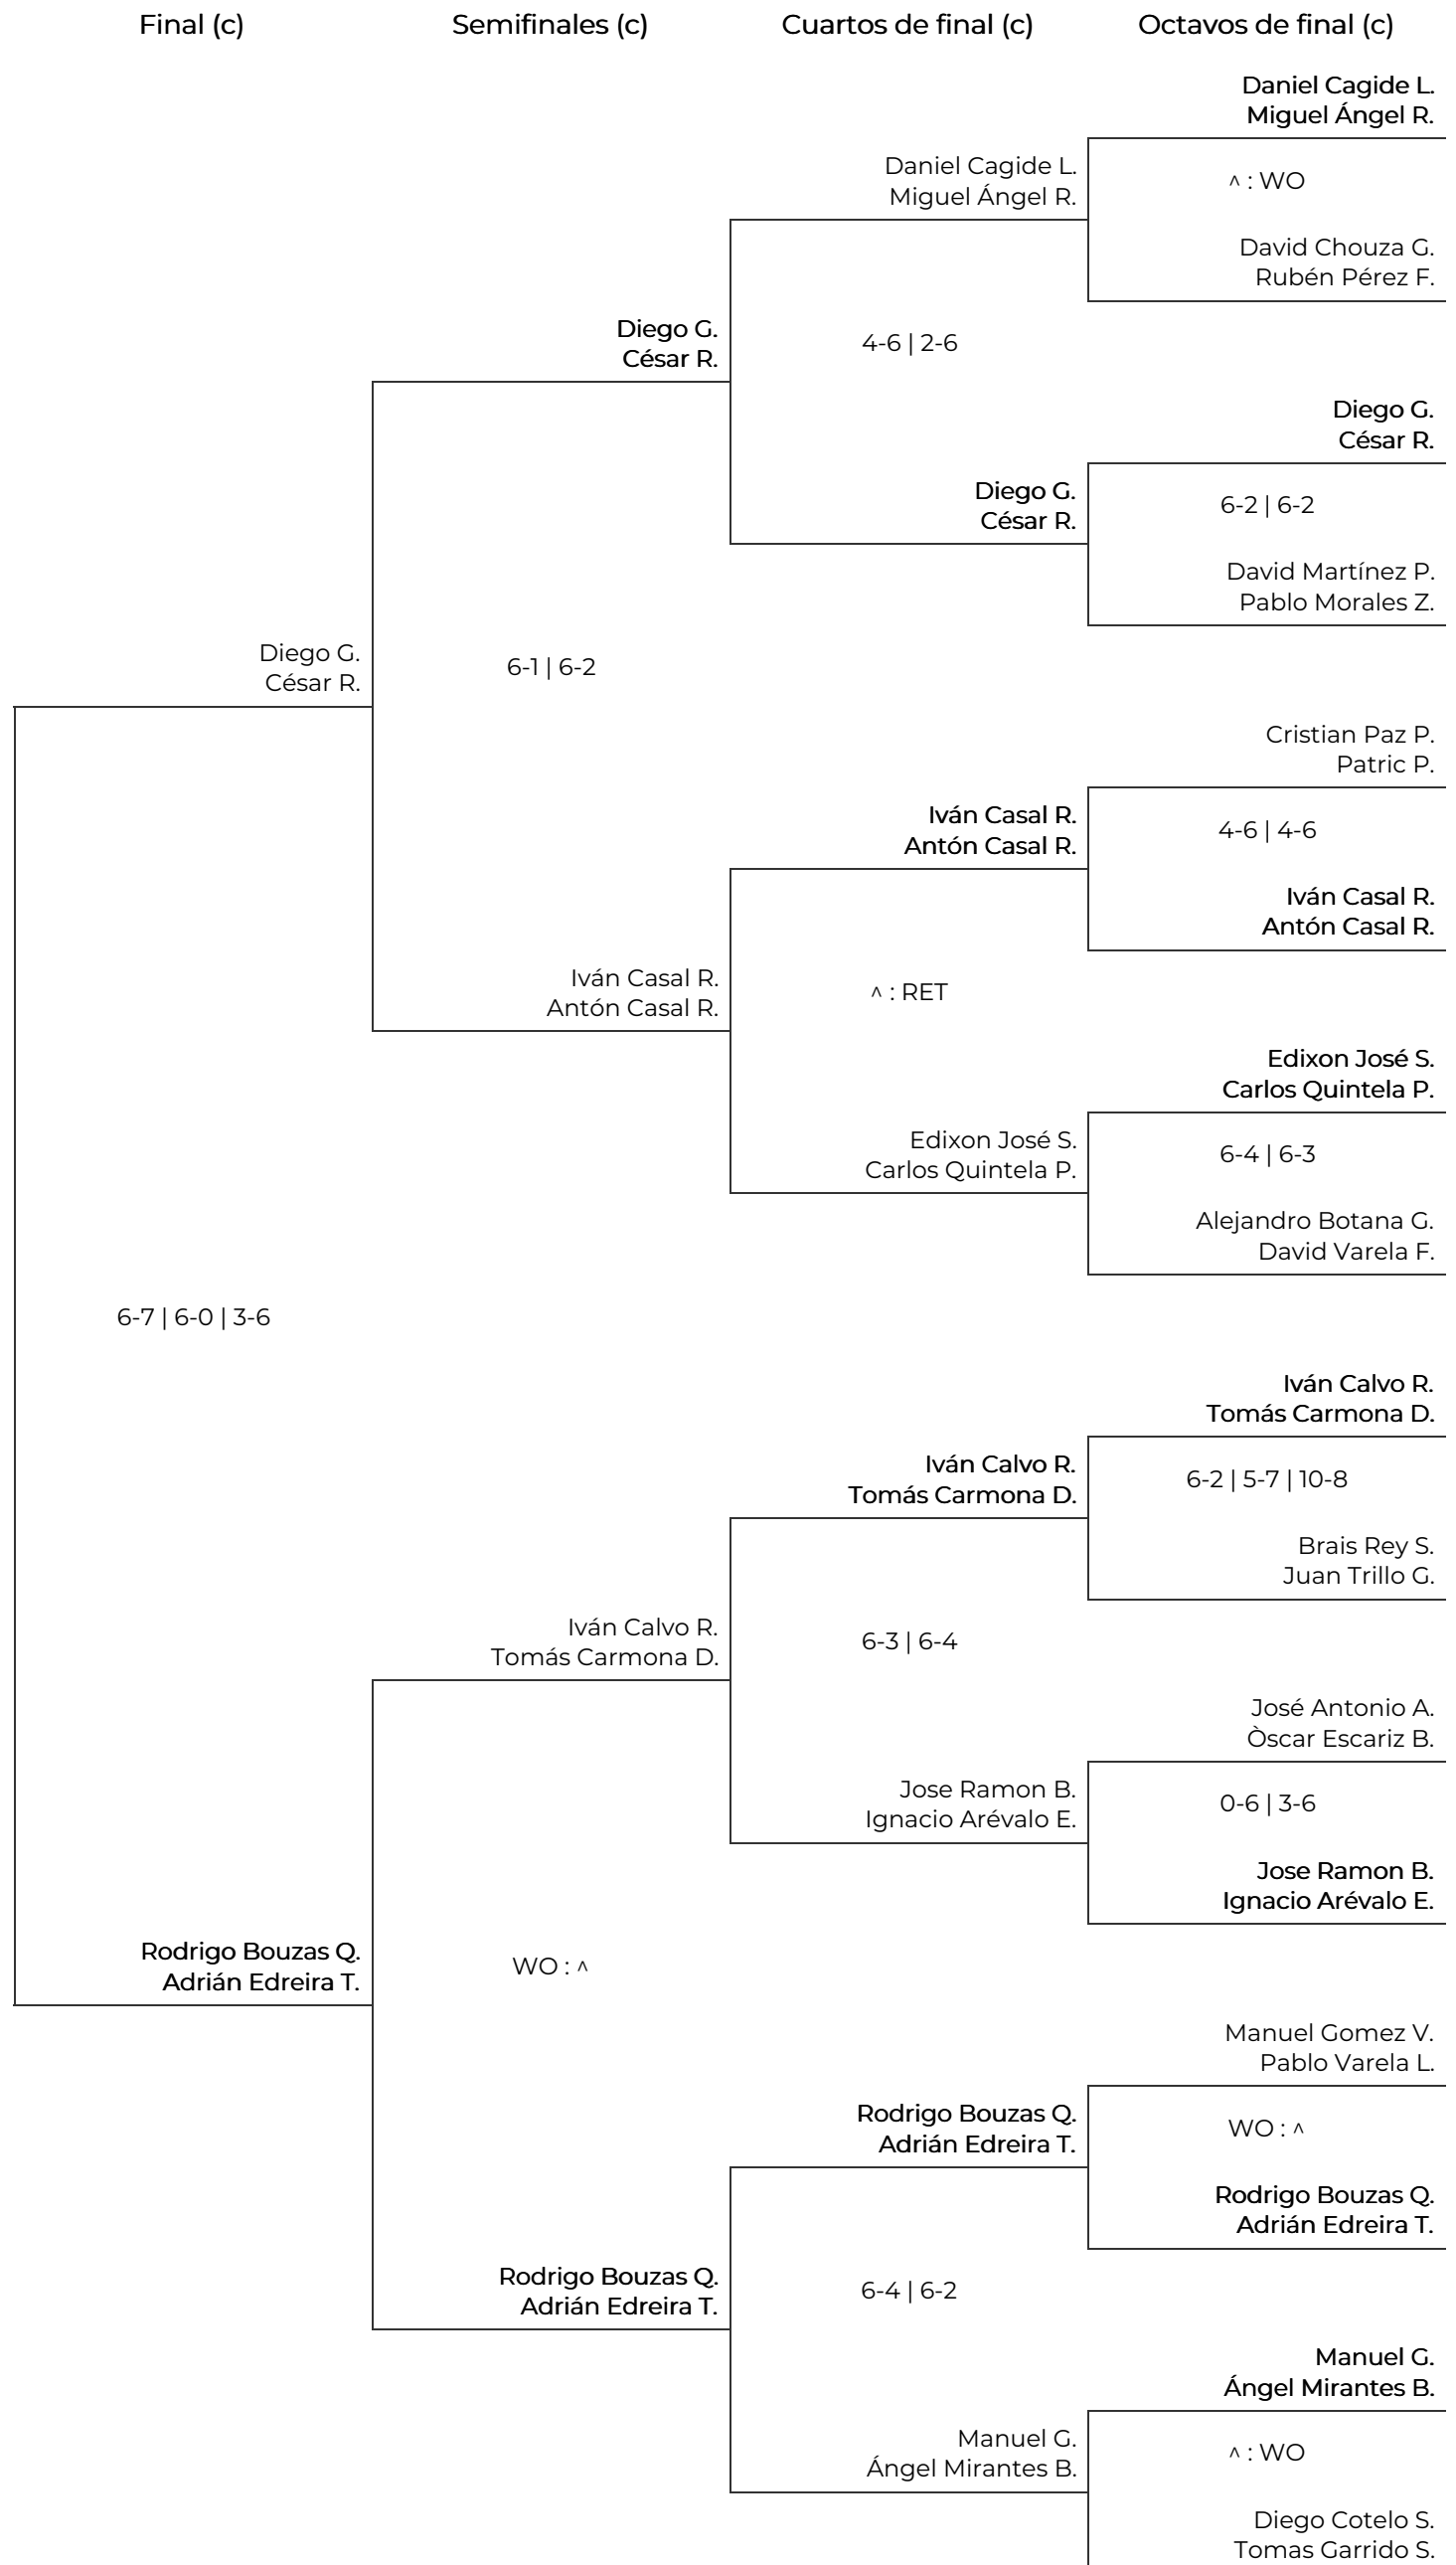 Final (c)
Semifinales (c)
Cuartos de final (c)
Octavos de final (c)
Daniel Cagide L.
Miguel Ángel R.
Daniel Cagide L.
Miguel Ángel R.
^ : WO
David Chouza G.
Rubén Pérez F.
Diego G.
César R.
4-6 | 2-6
Diego G.
César R.
Diego G.
César R.
6-2 | 6-2
David Martínez P.
Pablo Morales Z.
Diego G.
César R.
6-1 | 6-2
Cristian Paz P.
Patric P.
Iván Casal R.
Antón Casal R.
4-6 | 4-6
Iván Casal R.
Antón Casal R.
Iván Casal R.
Antón Casal R.
^ : RET
Edixon José S.
Carlos Quintela P.
Edixon José S.
Carlos Quintela P.
6-4 | 6-3
Alejandro Botana G.
David Varela F.
6-7 | 6-0 | 3-6
Iván Calvo R.
Tomás Carmona D.
Iván Calvo R.
Tomás Carmona D.
6-2 | 5-7 | 10-8
Brais Rey S.
Juan Trillo G.
Iván Calvo R.
Tomás Carmona D.
6-3 | 6-4
José Antonio A.
Òscar Escariz B.
Jose Ramon B.
Ignacio Arévalo E.
0-6 | 3-6
Jose Ramon B.
Ignacio Arévalo E.
Rodrigo Bouzas Q.
Adrián Edreira T.
WO : ^
Manuel Gomez V.
Pablo Varela L.
Rodrigo Bouzas Q.
Adrián Edreira T.
WO : ^
Rodrigo Bouzas Q.
Adrián Edreira T.
Rodrigo Bouzas Q.
Adrián Edreira T.
6-4 | 6-2
Manuel G.
Ángel Mirantes B.
Manuel G.
Ángel Mirantes B.
^ : WO
Diego Cotelo S.
Tomas Garrido S.